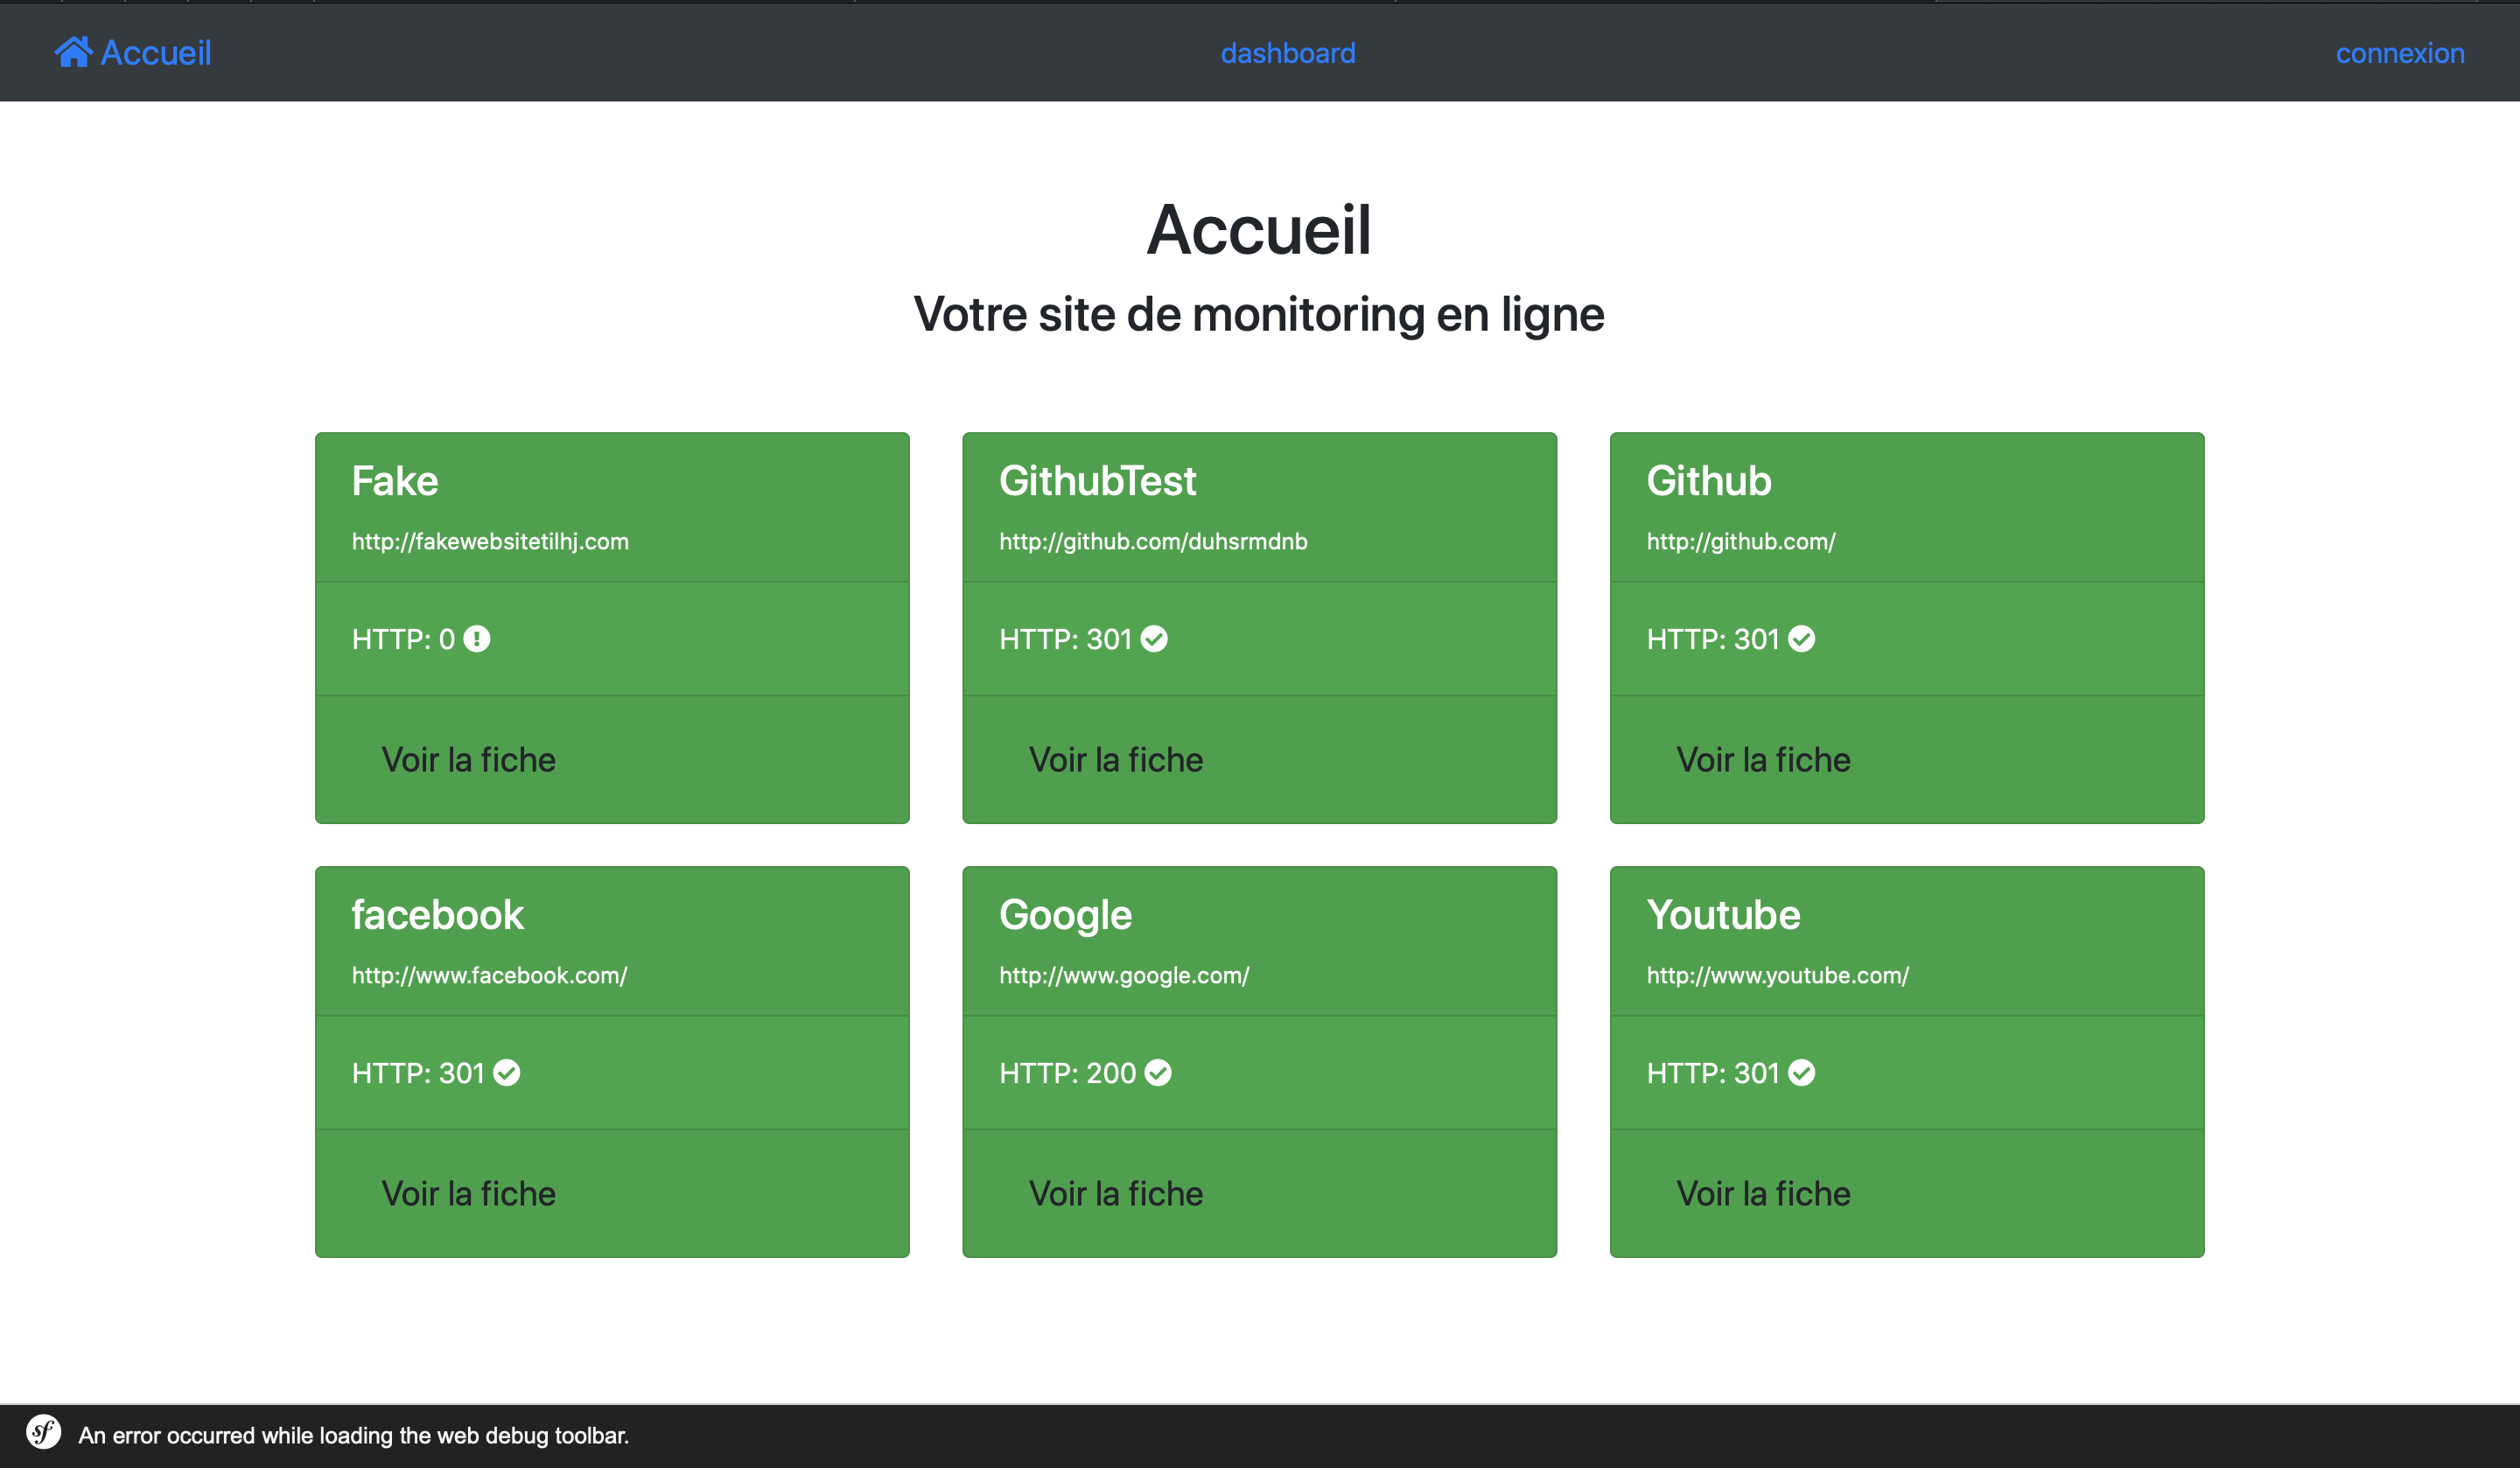 Accueil
dashboard
connexion
Accueil
Votre site de monitoring en ligne
Fake
http://fakewebsitetilhj.com
HTTP: 0
Voir la fiche
GithubTest
http://github.com/duhsrmdnb
HTTP: 301
Voir la fiche
Github
http://github.com/
HTTP: 301
Voir la fiche
facebook
http://www.facebook.com/
HTTP: 301
Voir la fiche
Google
http://www.google.com/
HTTP: 200
Voir la fiche
Youtube
http://www.youtube.com/
HTTP: 301
Voir la fiche
sf
An error occurred while loading the web debug toolbar.